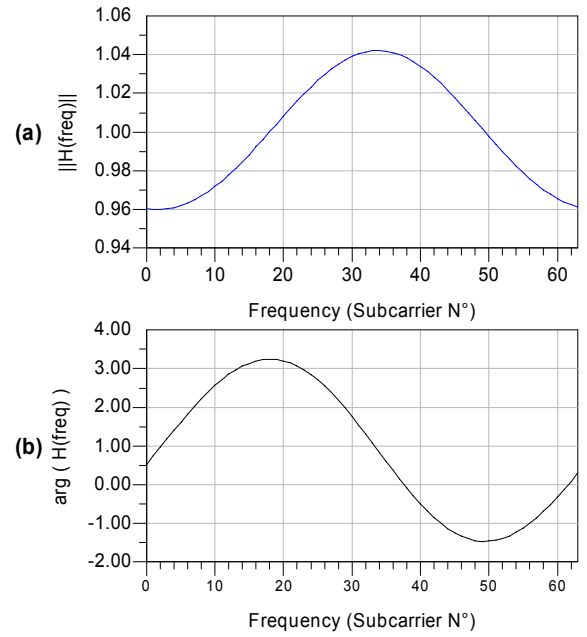 (a)
||H(freq)||
1.06
1.04
1.02
1.00
0.98
0.96
0.94
0 10 20 30 40 50 60
Frequency (Subcarrier N°)
(b)
arg ( H(freq) )
4.00
3.00
2.00
1.00
0.00
-1.00
-2.00
0 10 20 30 40 50 60
Frequency (Subcarrier N°)